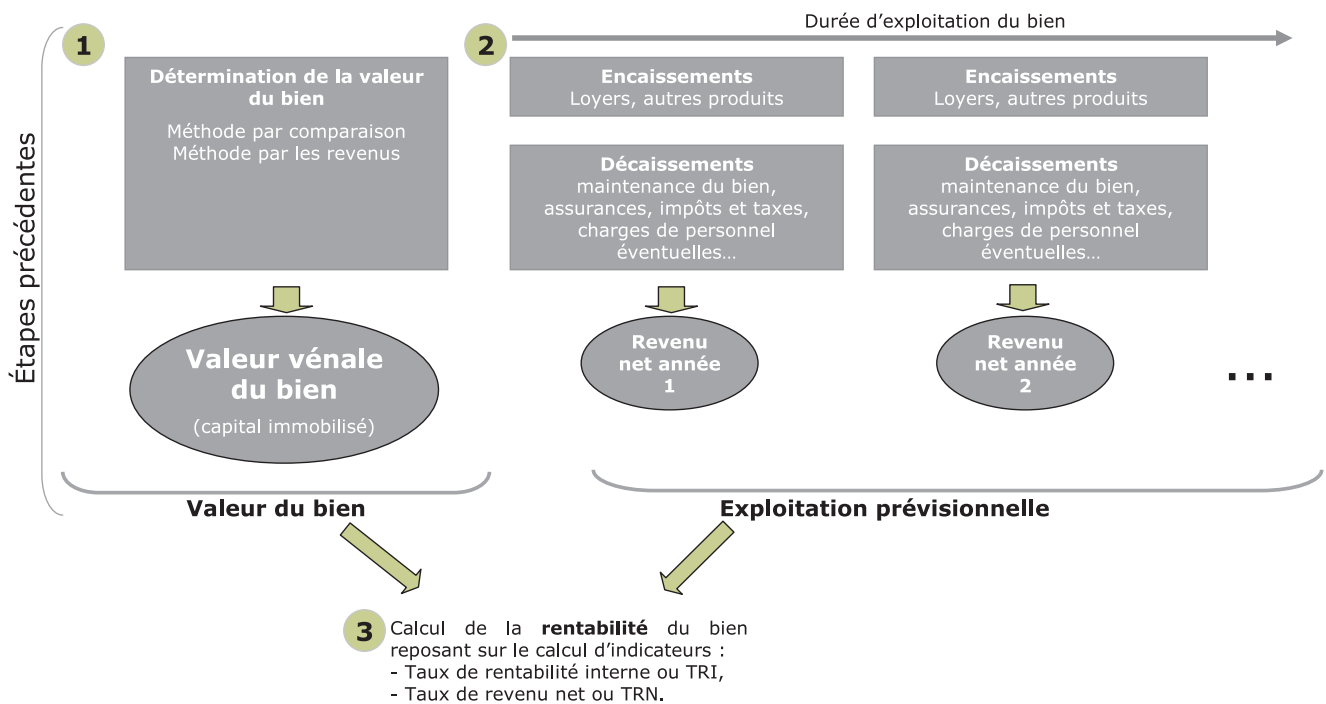 Étapes précédentes
1
Détermination de la valeur
du bien
Méthode par comparaison
Méthode par les revenus
Valeur vénale
du bien
(capital immobilisé)
Valeur du bien
2
Durée d’exploitation du bien
Encaissements
Loyers, autres produits
Décaissements
maintenance du bien,
assurances, impôts et taxes,
charges de personnel
éventuelles…
Revenu
net année
1
Encaissements
Loyers, autres produits
Décaissements
maintenance du bien,
assurances, impôts et taxes,
charges de personnel
éventuelles…
Revenu
net année
2
...
Exploitation prévisionnelle
3
Calcul de la rentabilité du bien
reposant sur le calcul d’indicateurs :
- Taux de rentabilité interne ou TRI,
- Taux de revenu net ou TRN.